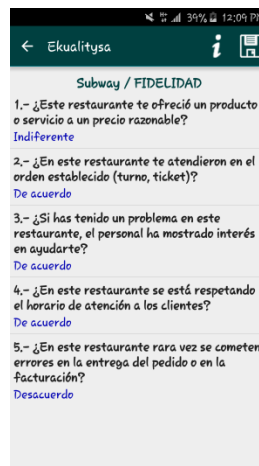 39% 12:09 PM
Ekualitysa
Subway / FIDELIDAD
1.- ¿Este restaurante te ofreció un producto
o servicio a un precio razonable?
Indiferente
2.- ¿En este restaurante te atendieron en el
orden establecido (turno, ticket)?
De acuerdo
3.- ¿Si has tenido un problema en este
restaurante, el personal ha mostrado interés
en ayudarte?
De acuerdo
4.- ¿En este restaurante se está respetando
el horario de atención a los clientes?
De acuerdo
5.- ¿En este restaurante rara vez se cometen
errores en la entrega del pedido o en la
facturación?
Desacuerdo